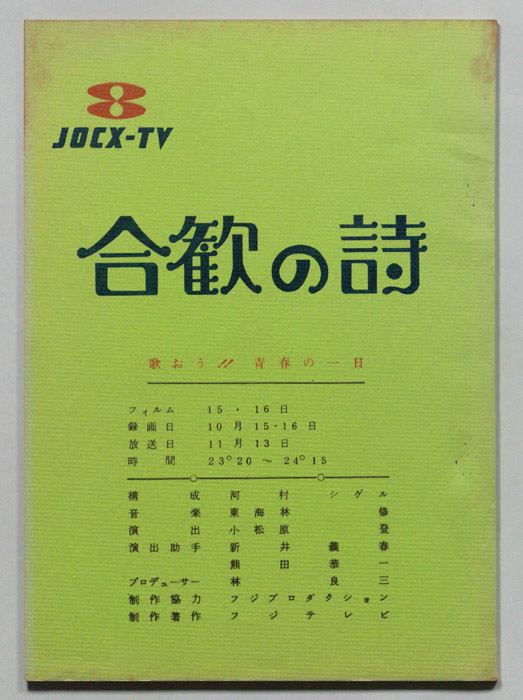 8
JOCX-TV
合歓の詩
歌おう!! 青春の一日
フィルム 15・16日
録画日 10月15・16日
放送日 11月13日
時間 23°20～24°15
構成 河村シゲル
音楽 東海林修
演出 小松原登
演出助手 新井義春
熊田恭一
プロデューサー 林良三
制作協力 フジプロダクション
制作著作 フジテレビ